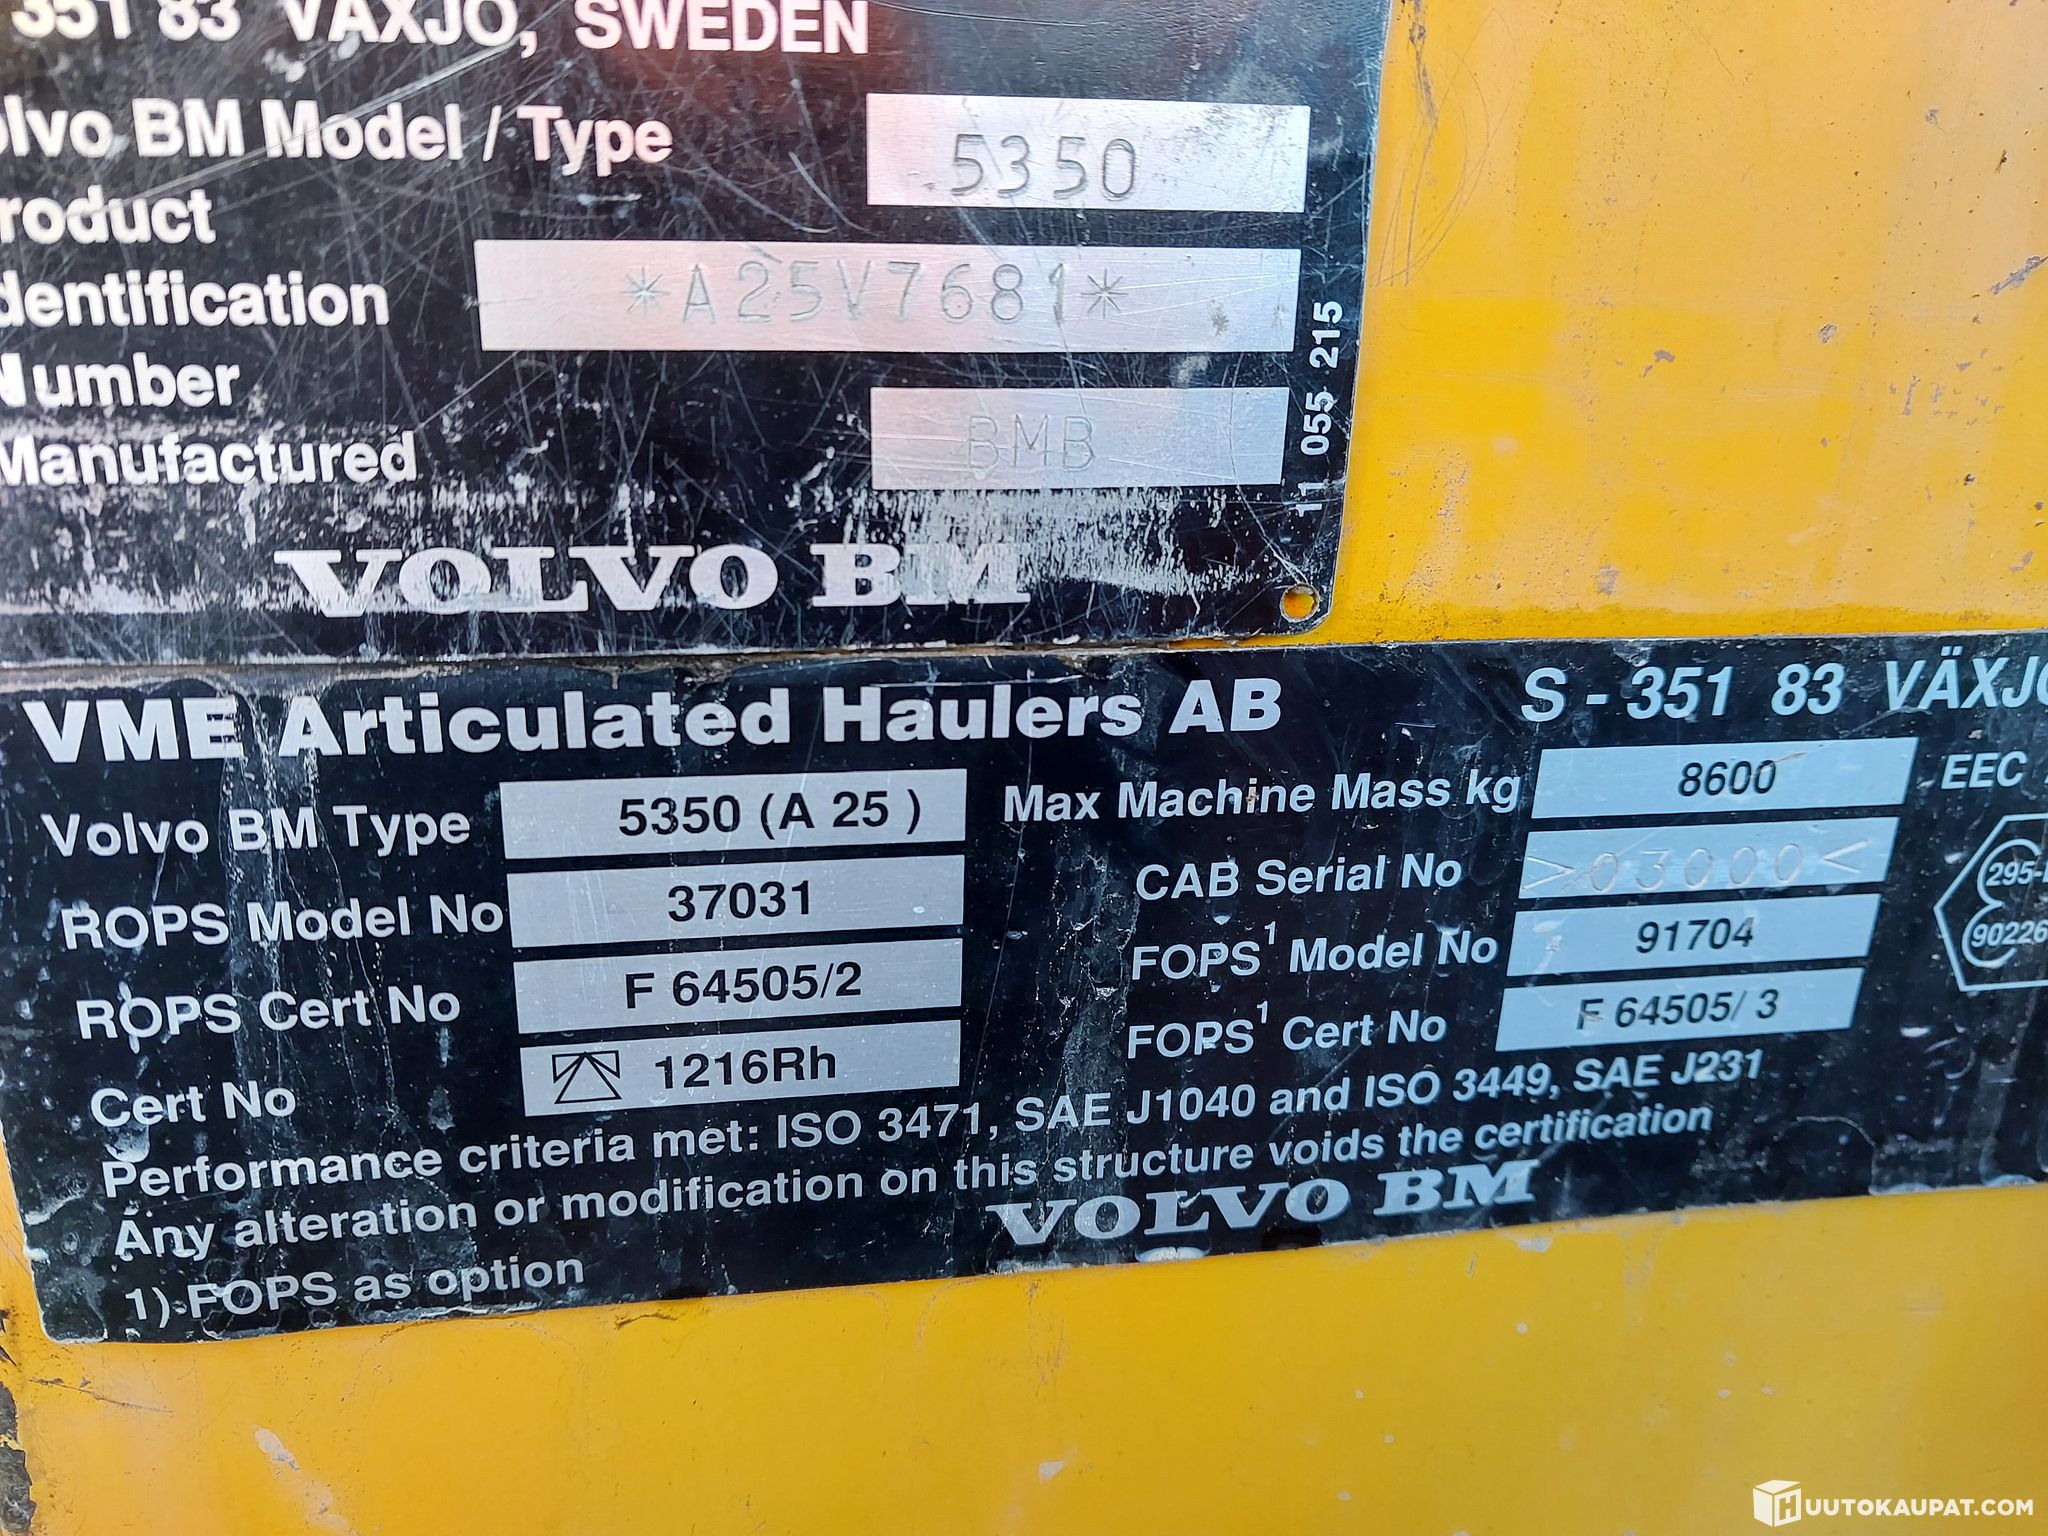 351 83 VÄXJÖ, SWEDEN
olvo BM Model / Type 5350
roduct
dentification *A25V7681*
Number
Manufactured BMB
11 055 215
VOLVO BM
VME Articulated Haulers AB S - 351 83 VÄXJÖ
Volvo BM Type 5350 (A 25 ) Max Machine Mass kg 8600 EEC
ROPS Model No 37031 CAB Serial No >03000<
ROPS Cert No F 64505/2 FOPS¹ Model No 91704
Cert No 1216Rh FOPS¹ Cert No F 64505/ 3
295-
90226
Performance criteria met: ISO 3471, SAE J1040 and ISO 3449, SAE J231
Any alteration or modification on this structure voids the certification
1) FOPS as option
VOLVO BM
HUUTOKAUPAT.COM